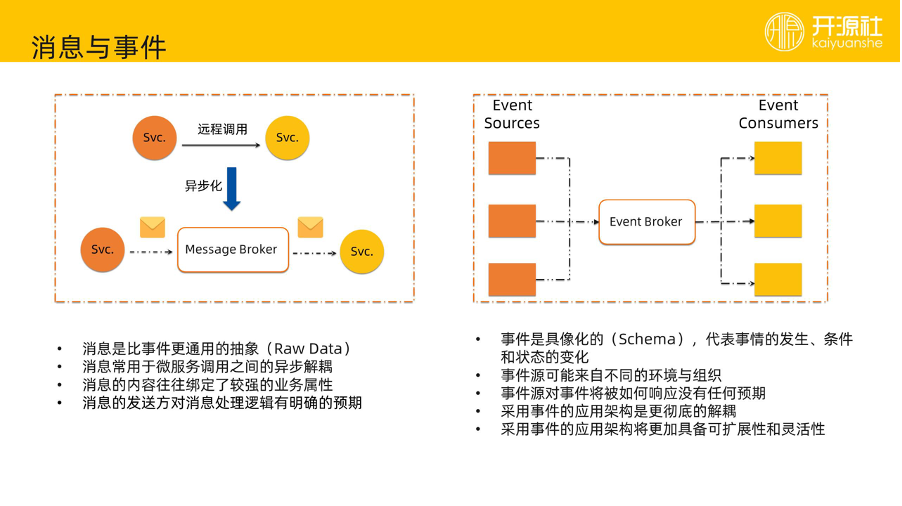 消息与事件
开源社
kaiyuanshe
Svc.
远程调用
Svc.
异步化
Svc.
Message Broker
Svc.
Event
Sources
Event
Consumers
Event Broker
• 消息是比事件更通用的抽象（Raw Data）
• 消息常用于微服务调用之间的异步解耦
• 消息的内容往往绑定了较强的业务属性
• 消息的发送方对消息处理逻辑有明确的预期
• 事件是具像化的（Schema），代表事情的发生、条件
和状态的变化
• 事件源可能来自不同的环境与组织
• 事件源对事件将被如何响应没有任何预期
• 采用事件的应用架构是更彻底的解耦
• 采用事件的应用架构将更加具备可扩展性和灵活性